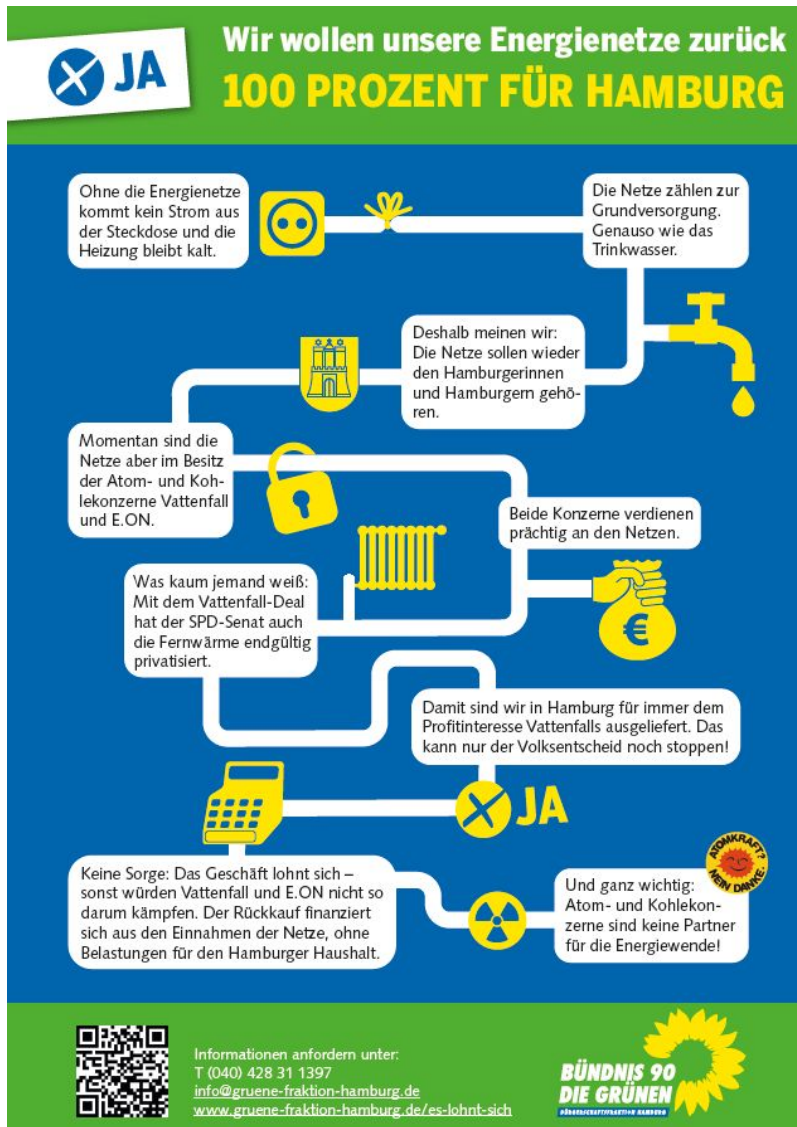 JA
Wir wollen unsere Energienetze zurück
100 PROZENT FÜR HAMBURG
Ohne die Energienetze
kommt kein Strom aus
der Steckdose und die
Heizung bleibt kalt.
Die Netze zählen zur
Grundversorgung.
Genauso wie das
Trinkwasser.
Deshalb meinen wir:
Die Netze sollen wieder
den Hamburgerinnen
und Hamburgern gehö-
ren.
Momentan sind die
Netze aber im Besitz
der Atom- und Koh-
lekonzerne Vattenfall
und E.ON.
Beide Konzerne verdienen
prächtig an den Netzen.
€
Was kaum jemand weiß:
Mit dem Vattenfall-Deal
hat der SPD-Senat auch
die Fernwärme endgültig
privatisiert.
Damit sind wir in Hamburg für immer dem
Profitinteresse Vattenfalls ausgeliefert. Das
kann nur der Volksentscheid noch stoppen!
JA
Keine Sorge: Das Geschäft lohnt sich –
sonst würden Vattenfall und E.ON nicht so
darum kämpfen. Der Rückkauf finanziert
sich aus den Einnahmen der Netze, ohne
Belastungen für den Hamburger Haushalt.
ATOMKRAFT?
NEIN DANKE.
Und ganz wichtig:
Atom- und Kohlekon-
zerne sind keine Partner
für die Energiewende!
Informationen anfordern unter:
T (040) 428 31 1397
info@gruene-fraktion-hamburg.de
www.gruene-fraktion-hamburg.de/es-lohnt-sich
BÜNDNIS 90
DIE GRÜNEN
BÜRGERSCHAFTSFRAKTION HAMBURG